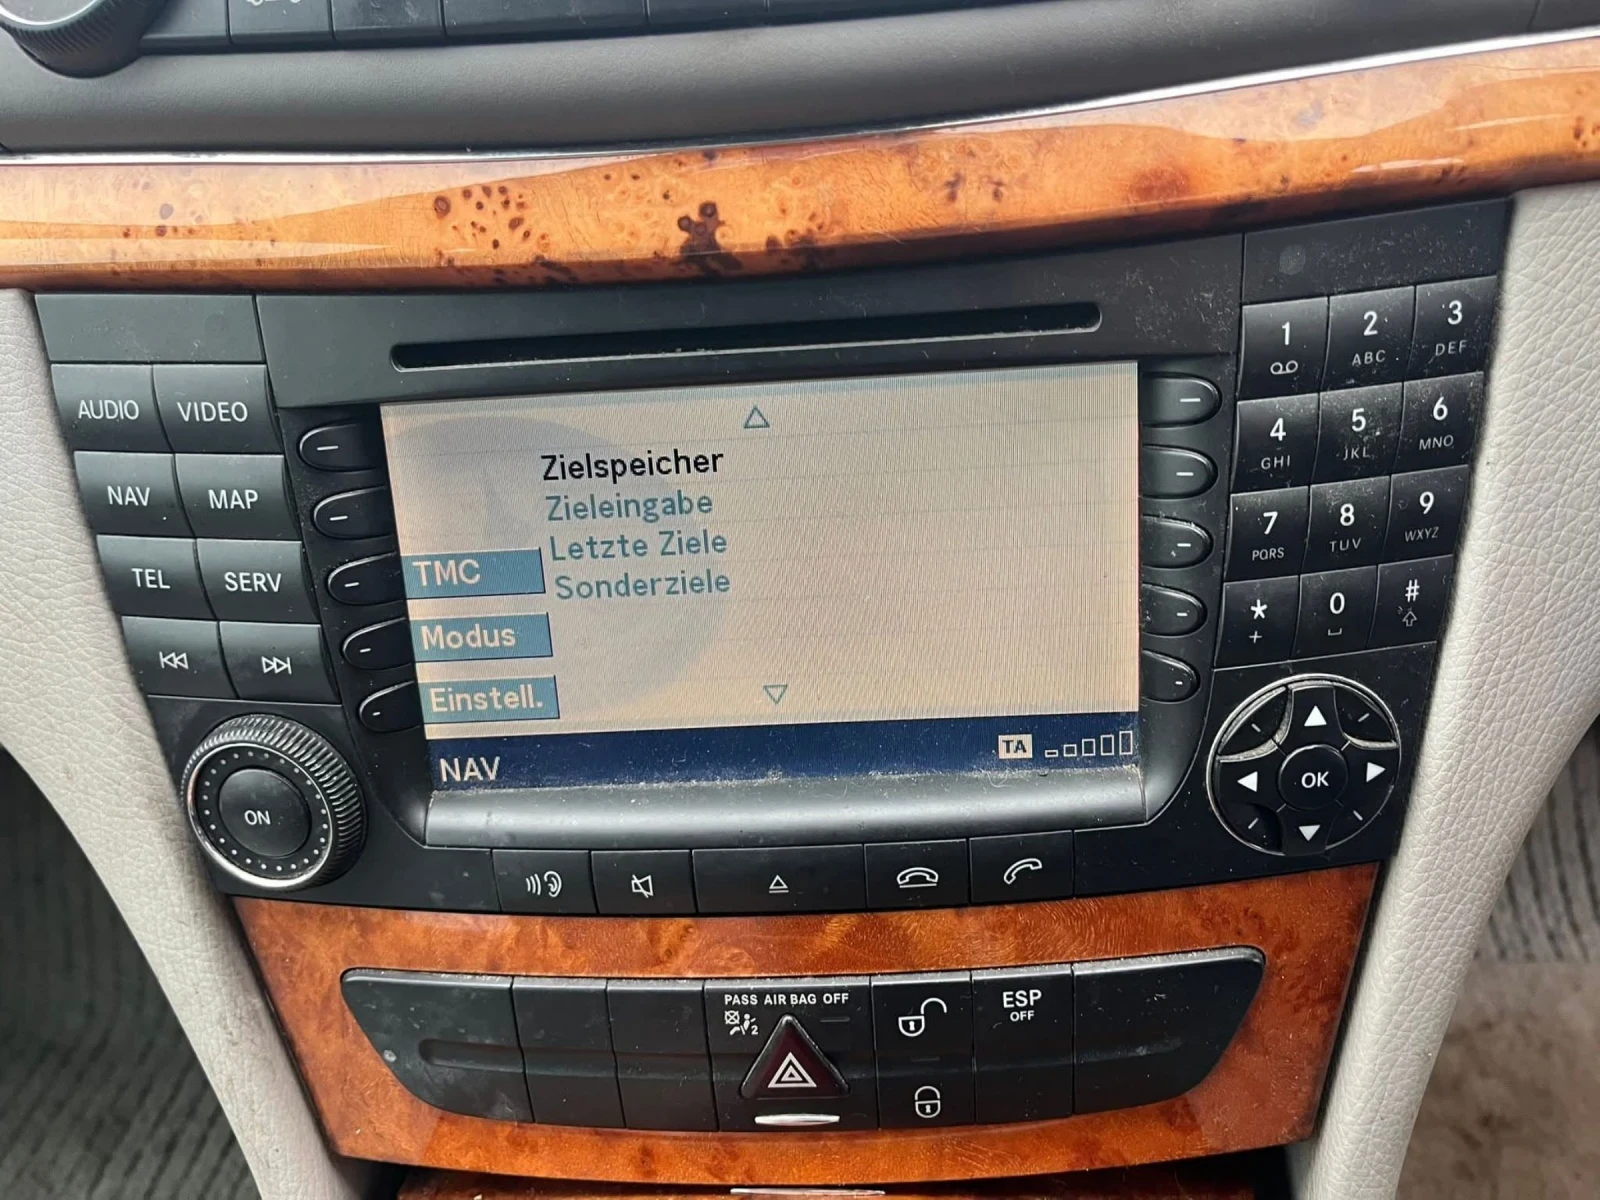 AUDIO VIDEO
NAV MAP
TEL SERV
ON
Zielspeicher
Zieleingabe
Letzte Ziele
Sonderziele
TMC
Modus
Einstell.
NAV TA
1 2 3
ABC DEF
4 5 6
GHI JKL MNO
7 8 9
PQRS TUV WXYZ
* 0 #
+
OK
PASS AIR BAG OFF
2
ESP
OFF